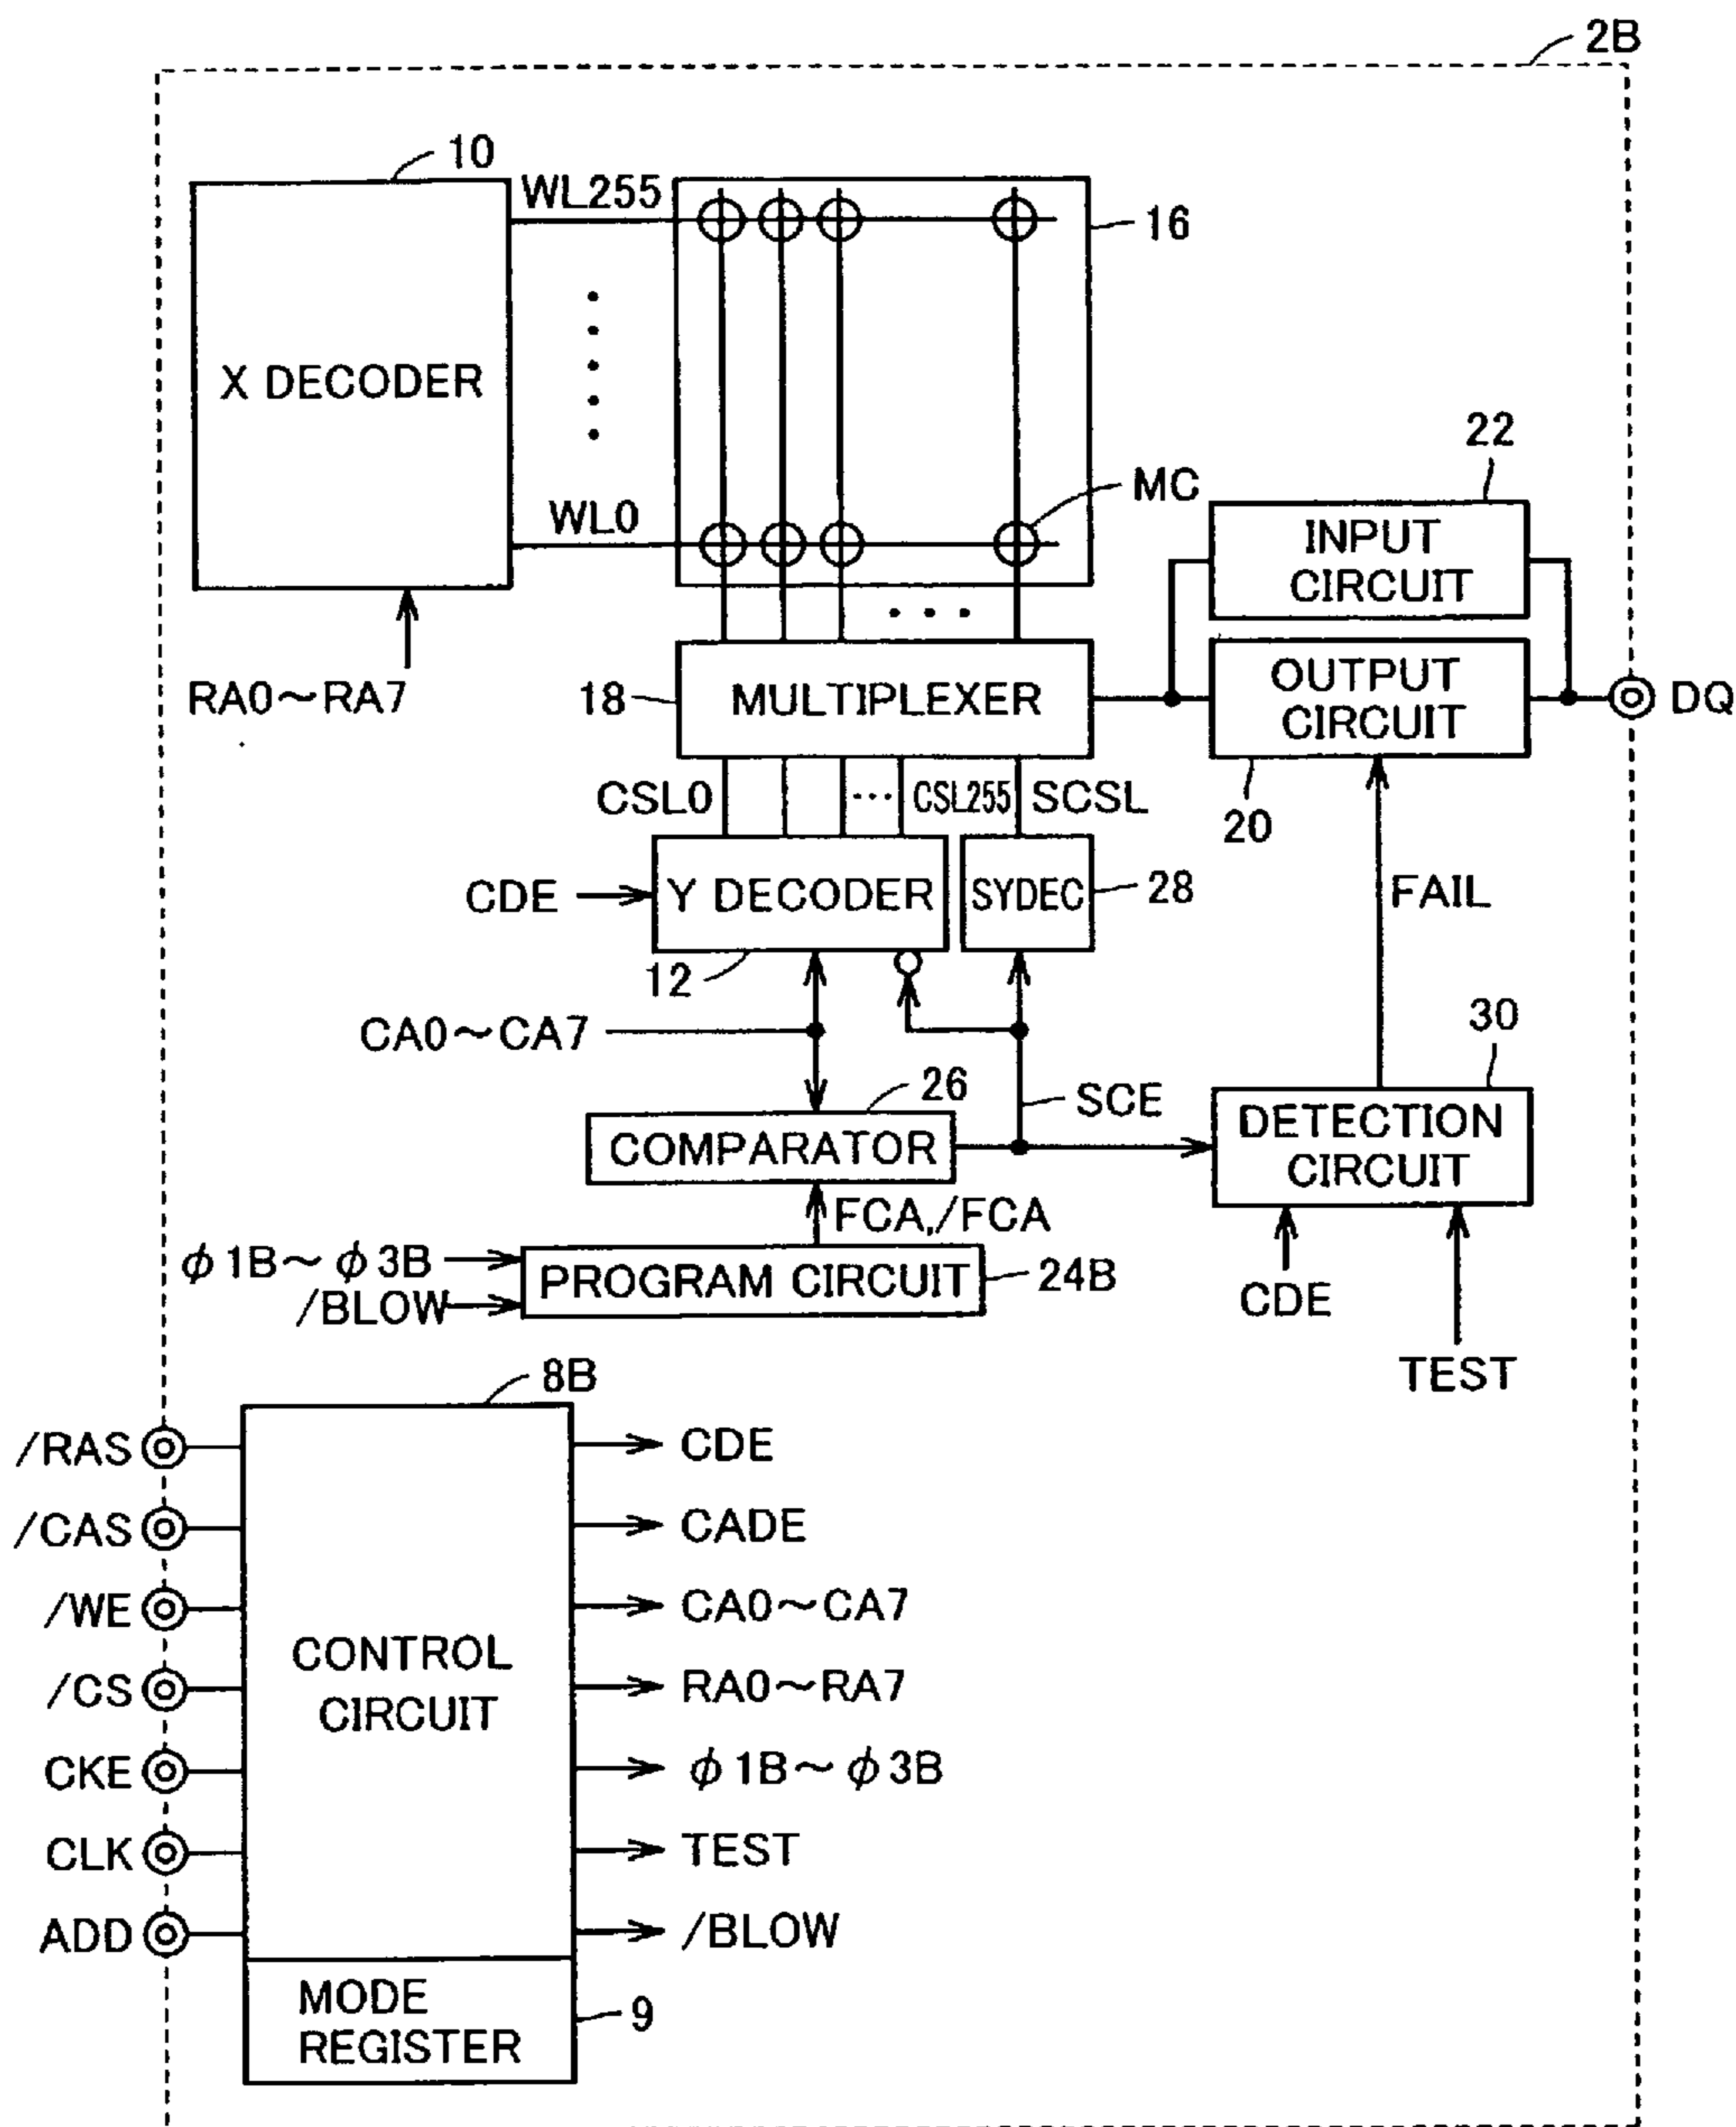 2B
10
WL255
16
X DECODER
22
MC
WL0
INPUT
CIRCUIT
RA0～RA7
18
MULTIPLEXER
OUTPUT
CIRCUIT
DQ
CSL0
...
CSL255
SCSL
20
CDE
Y DECODER
SYDEC
28
FAIL
12
CA0～CA7
30
26
SCE
COMPARATOR
DETECTION
CIRCUIT
FCA,/FCA
φ1B～φ3B
/BLOW
PROGRAM CIRCUIT
24B
CDE
TEST
8B
/RAS
CDE
/CAS
CADE
/WE
CA0～CA7
CONTROL
CIRCUIT
/CS
RA0～RA7
CKE
φ1B～φ3B
CLK
TEST
ADD
/BLOW
MODE
REGISTER
9